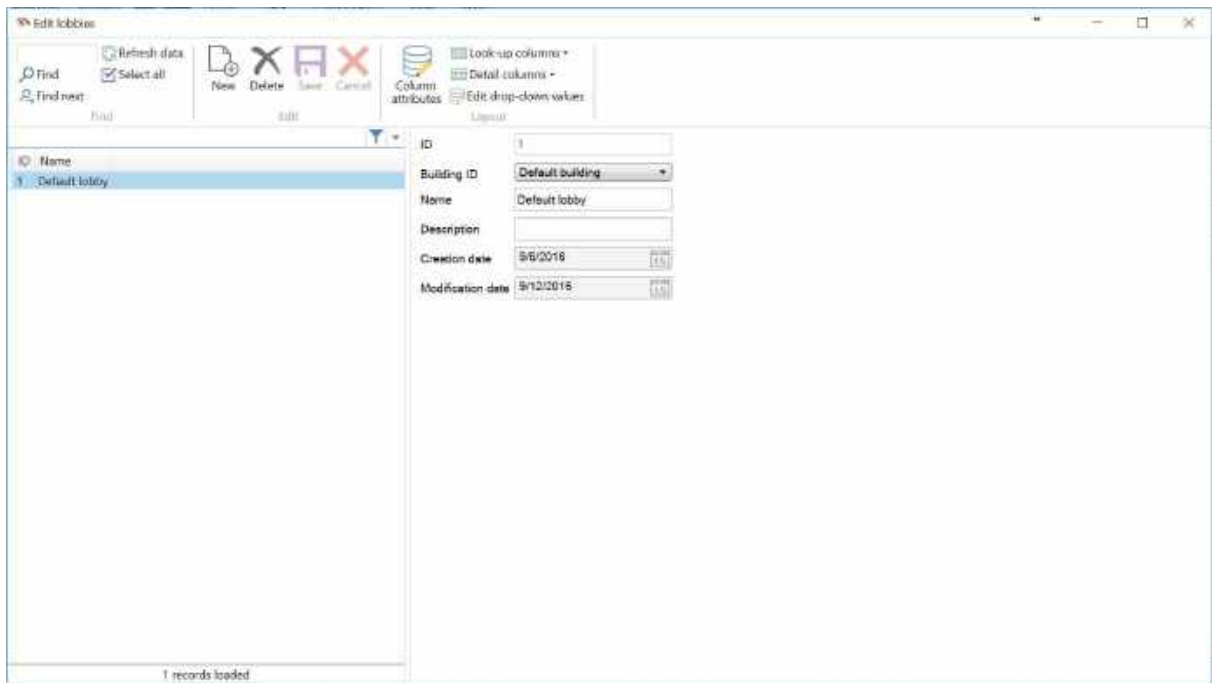 Edit lobbies
Refresh data
Find
Select all
Find next
Find
New
Delete
Save
Cancel
Edit
Column attributes
Look-up columns
Detail columns
Edit drop-down values
Layout
ID Name
1 Default lobby
1 records loaded
ID 1
Building ID Default building
Name Default lobby
Description
Creation date 9/6/2016
Modification date 9/12/2016